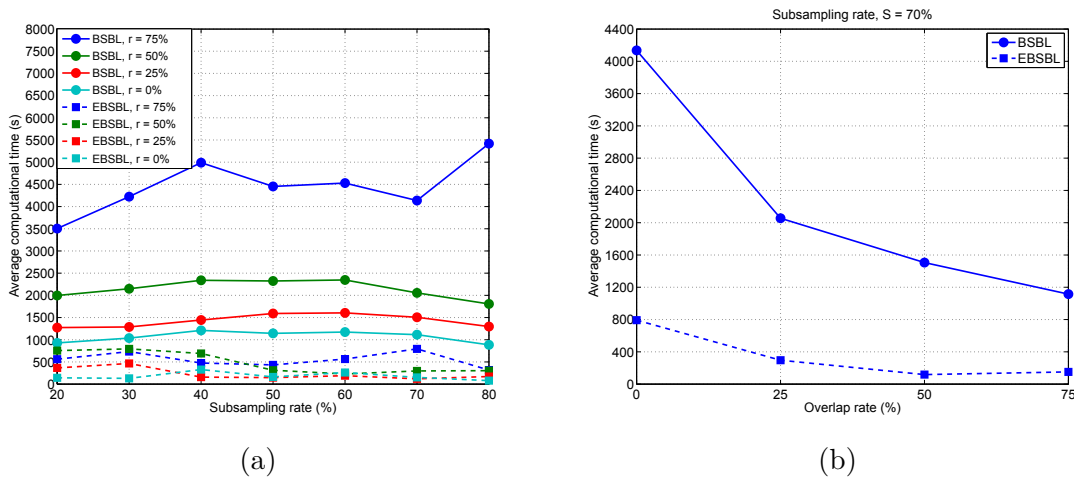 8000
7500
7000
6500
6000
5500
5000
4500
4000
3500
3000
2500
2000
1500
1000
500
0
Average computational time (s)
BSBL, r = 75%
BSBL, r = 50%
BSBL, r = 25%
BSBL, r = 0%
EBSBL, r = 75%
EBSBL, r = 50%
EBSBL, r = 25%
EBSBL, r = 0%
20 30 40 50 60 70 80
Subsampling rate (%)
(a)
Subsampling rate, S = 70%
4400
4000
3600
3200
2800
2400
2000
1600
1200
800
400
0
Average computational time (s)
BSBL
EBSBL
0 25 50 75
Overlap rate (%)
(b)